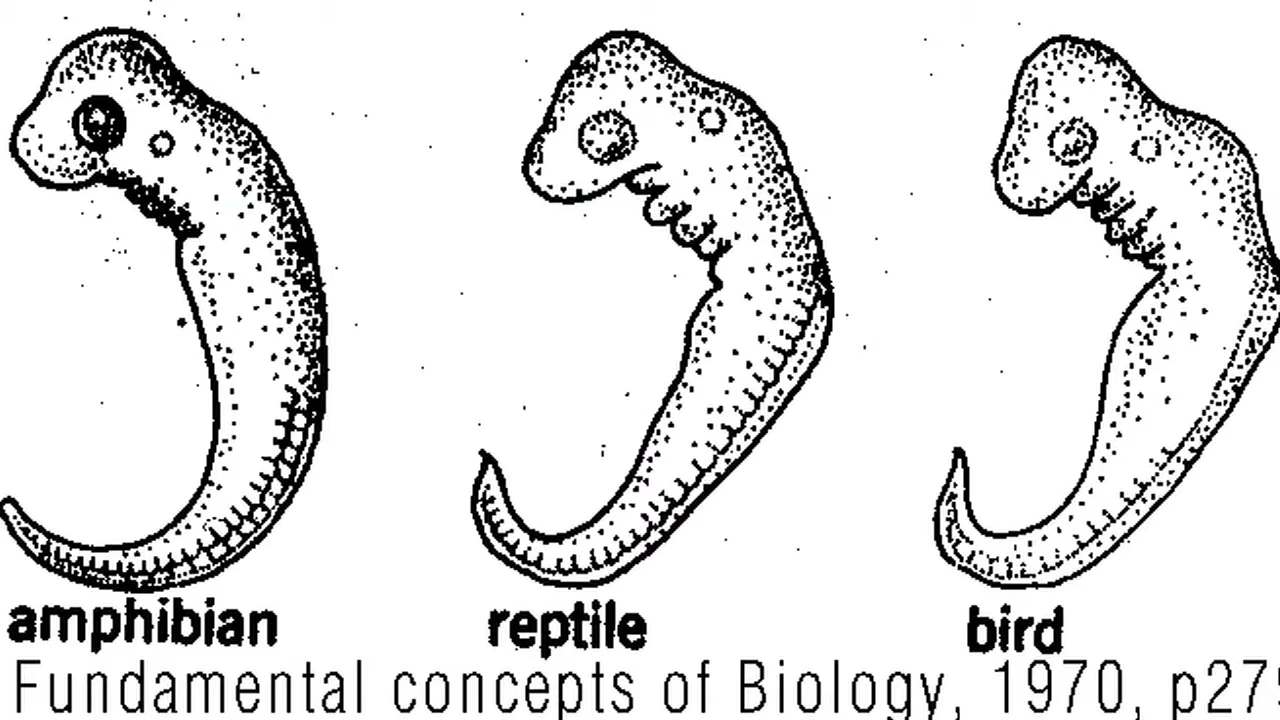 amphibian reptile bird
Fundamental concepts of Biology, 1970,